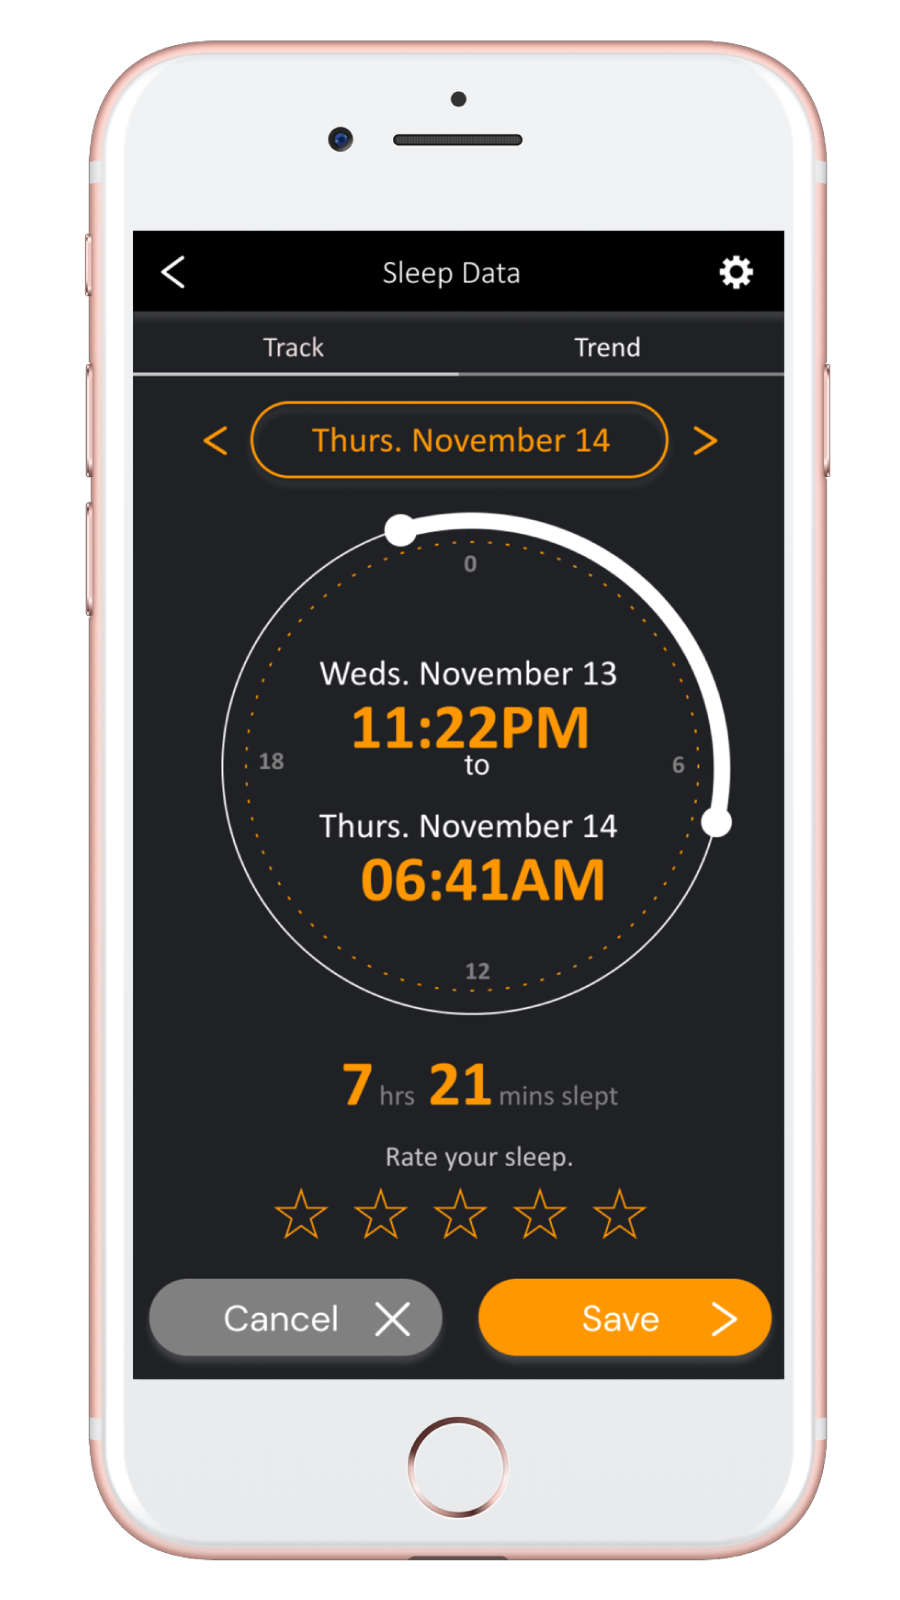 Sleep Data
Track Trend
< Thurs. November 14 >
0
Weds. November 13
11:22PM
18 to 6
Thurs. November 14
06:41AM
12
7 hrs 21 mins slept
Rate your sleep.
Cancel Save